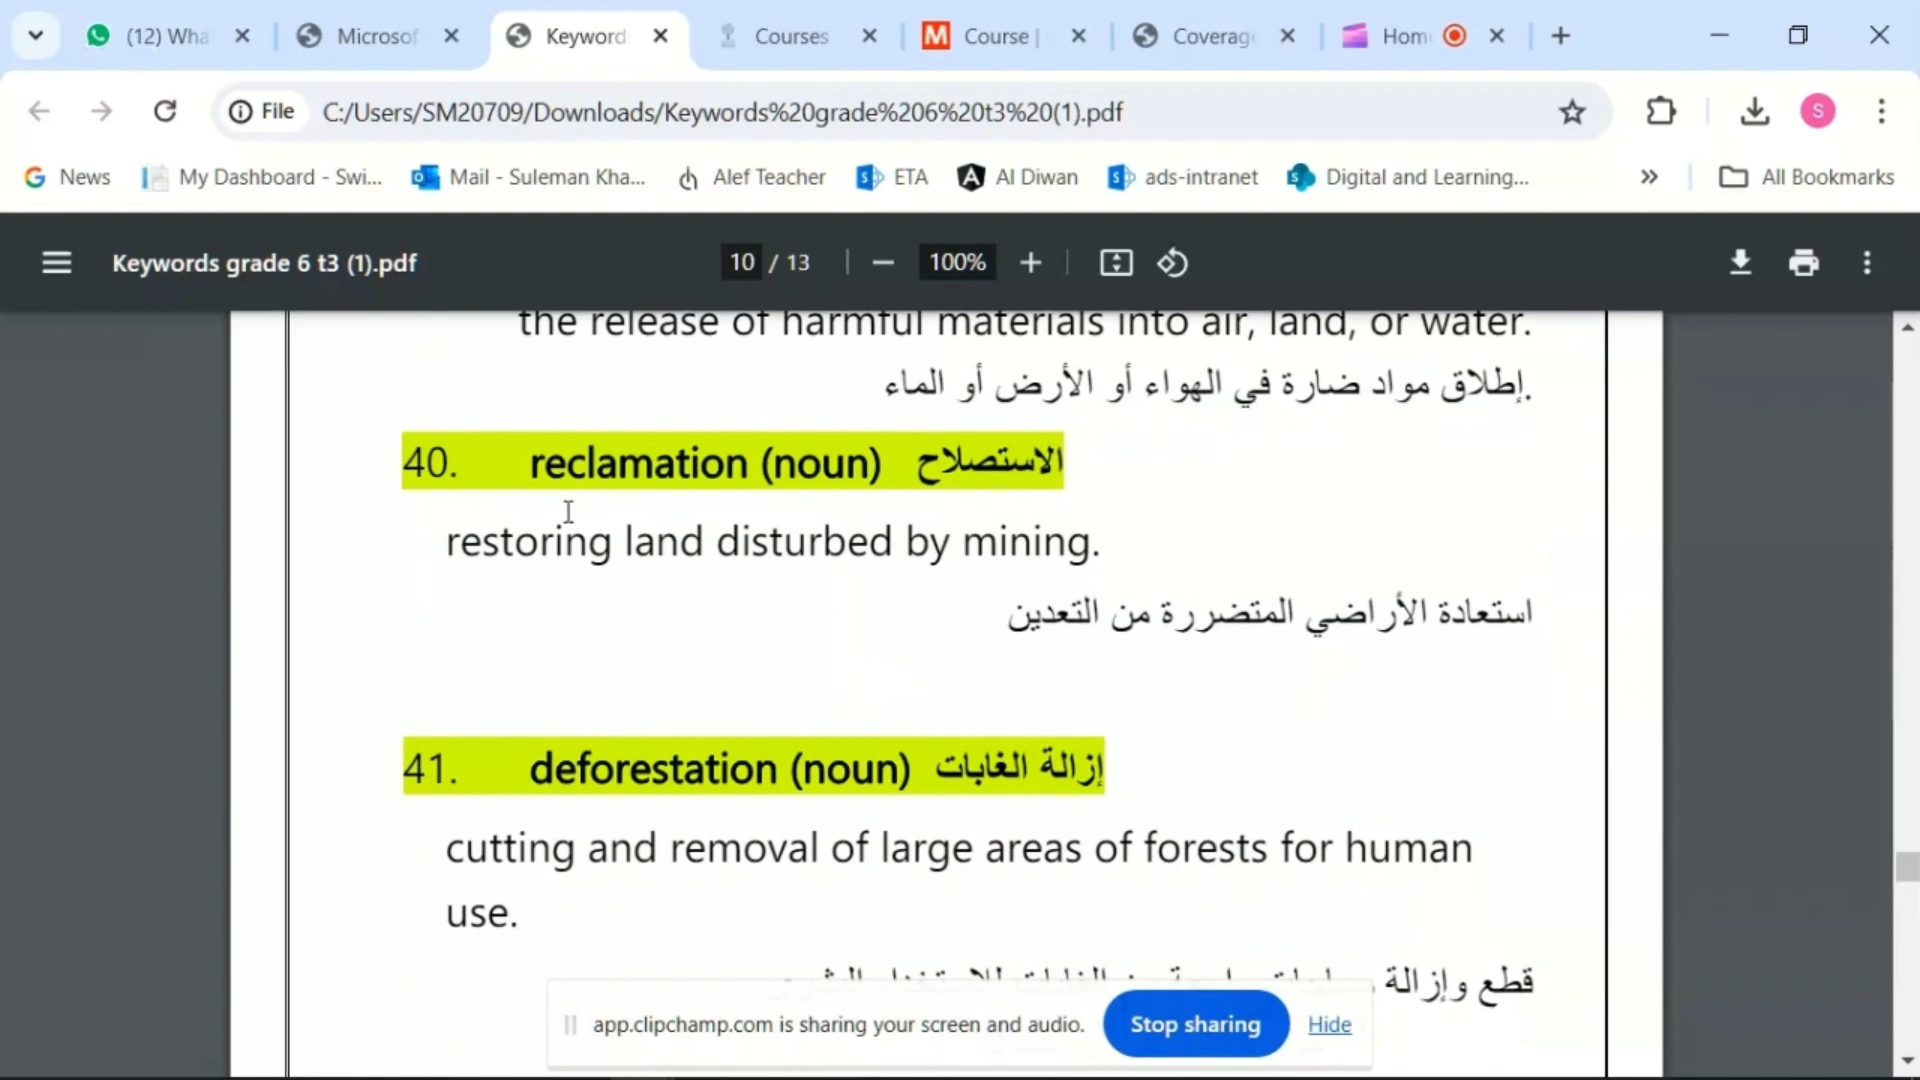 (12) Wha
Microsof
Keyword
Courses
Course |
Coverage
Hom
File
C:/Users/SM20709/Downloads/Keywords%20grade%206%20t3%20(1).pdf
S
News
My Dashboard - Swi...
Mail - Suleman Kha...
Alef Teacher
ETA
Al Diwan
ads-intranet
Digital and Learning...
All Bookmarks
Keywords grade 6 t3 (1).pdf
10 / 13
100%
the release of harmful materials into air, land, or water.
إطلاق مواد ضارة في الهواء أو الأرض أو الماء.
40. reclamation (noun) الاستصلاح
restoring land disturbed by mining.
استعادة الأراضي المتضررة من التعدين
41. deforestation (noun) إزالة الغابات
cutting and removal of large areas of forests for human
use.
قطع وإزالة
app.clipchamp.com is sharing your screen and audio.
Stop sharing
Hide